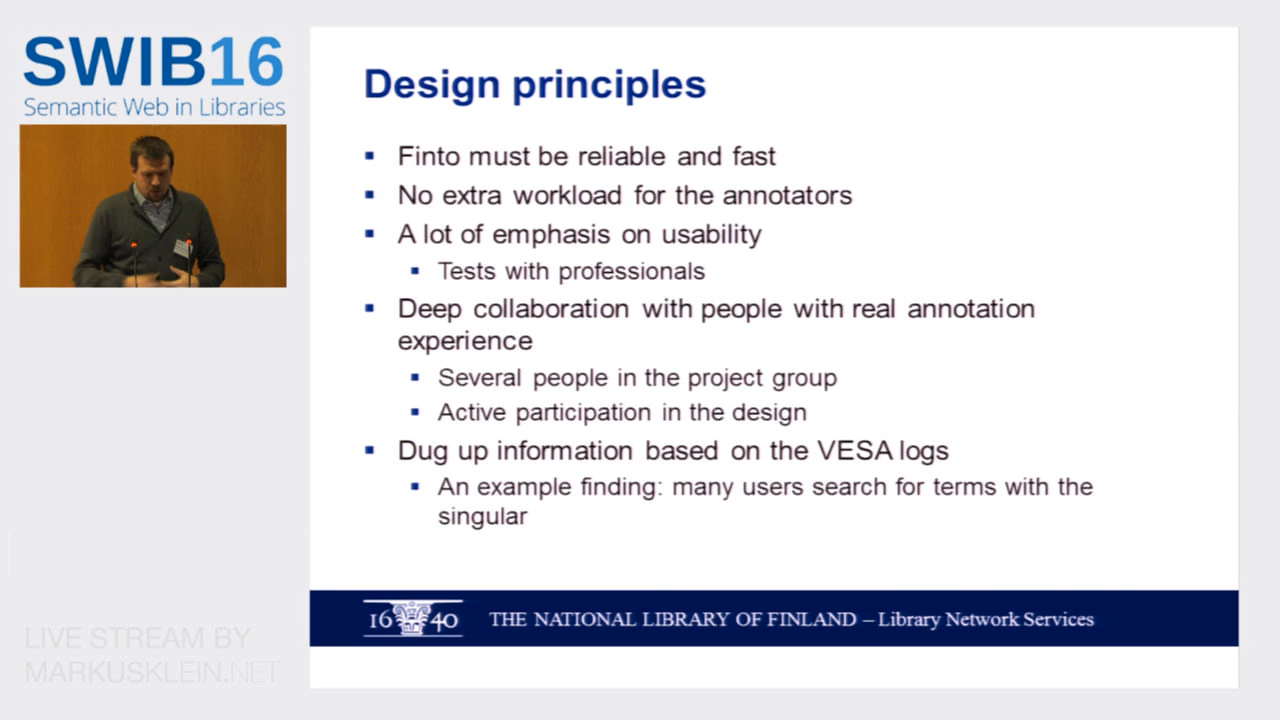 SWIB16
Semantic Web in Libraries
Design principles
Finto must be reliable and fast
No extra workload for the annotators
A lot of emphasis on usability
Tests with professionals
Deep collaboration with people with real annotation
experience
Several people in the project group
Active participation in the design
Dug up information based on the VESA logs
An example finding: many users search for terms with the
singular
1640 THE NATIONAL LIBRARY OF FINLAND – Library Network Services
LIVE STREAM BY
MARKUSKLEIN.NET